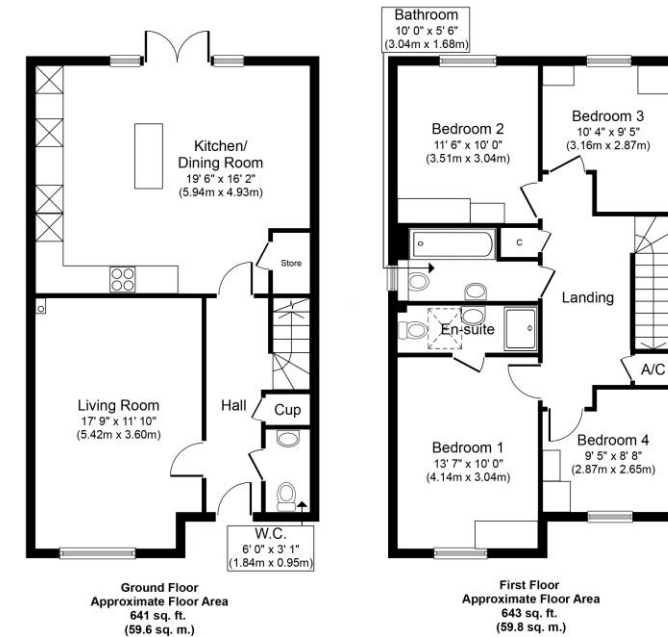 Kitchen/
Dining Room
19' 6" x 16' 2"
(5.94m x 4.93m)
Store
Living Room
17' 9" x 11' 10"
(5.42m x 3.60m)
Hall
Cup
W.C.
6' 0" x 3' 1"
(1.84m x 0.95m)
Ground Floor
Approximate Floor Area
641 sq. ft.
(59.6 sq. m.)
Bathroom
10' 0" x 5' 6"
(3.04m x 1.68m)
Bedroom 2
11' 6" x 10' 0"
(3.51m x 3.04m)
Bedroom 3
10' 4" x 9' 5"
(3.16m x 2.87m)
C
Landing
En-suite
A/C
Bedroom 1
13' 7" x 10' 0"
(4.14m x 3.04m)
Bedroom 4
9' 5" x 8' 8"
(2.87m x 2.65m)
First Floor
Approximate Floor Area
643 sq. ft.
(59.8 sq. m.)